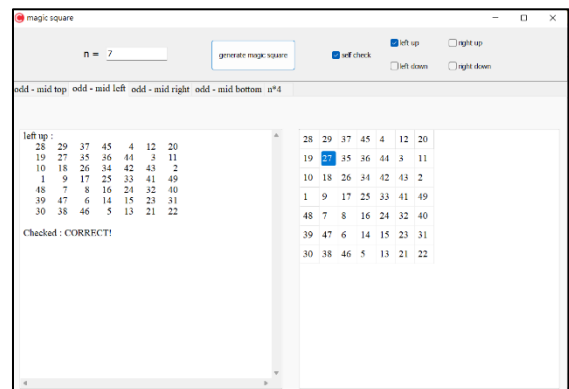 magic square
n = 7
generate magic square
self check
left up
right up
left down
right down
odd - mid top odd - mid left odd - mid right odd - mid bottom n*4
left up :
28 29 37 45 4 12 20
19 27 35 36 44 3 11
10 18 26 34 42 43 2
1 9 17 25 33 41 49
48 7 8 16 24 32 40
39 47 6 14 15 23 31
30 38 46 5 13 21 22
Checked : CORRECT!
28 29 37 45 4 12 20
19 27 35 36 44 3 11
10 18 26 34 42 43 2
1 9 17 25 33 41 49
48 7 8 16 24 32 40
39 47 6 14 15 23 31
30 38 46 5 13 21 22